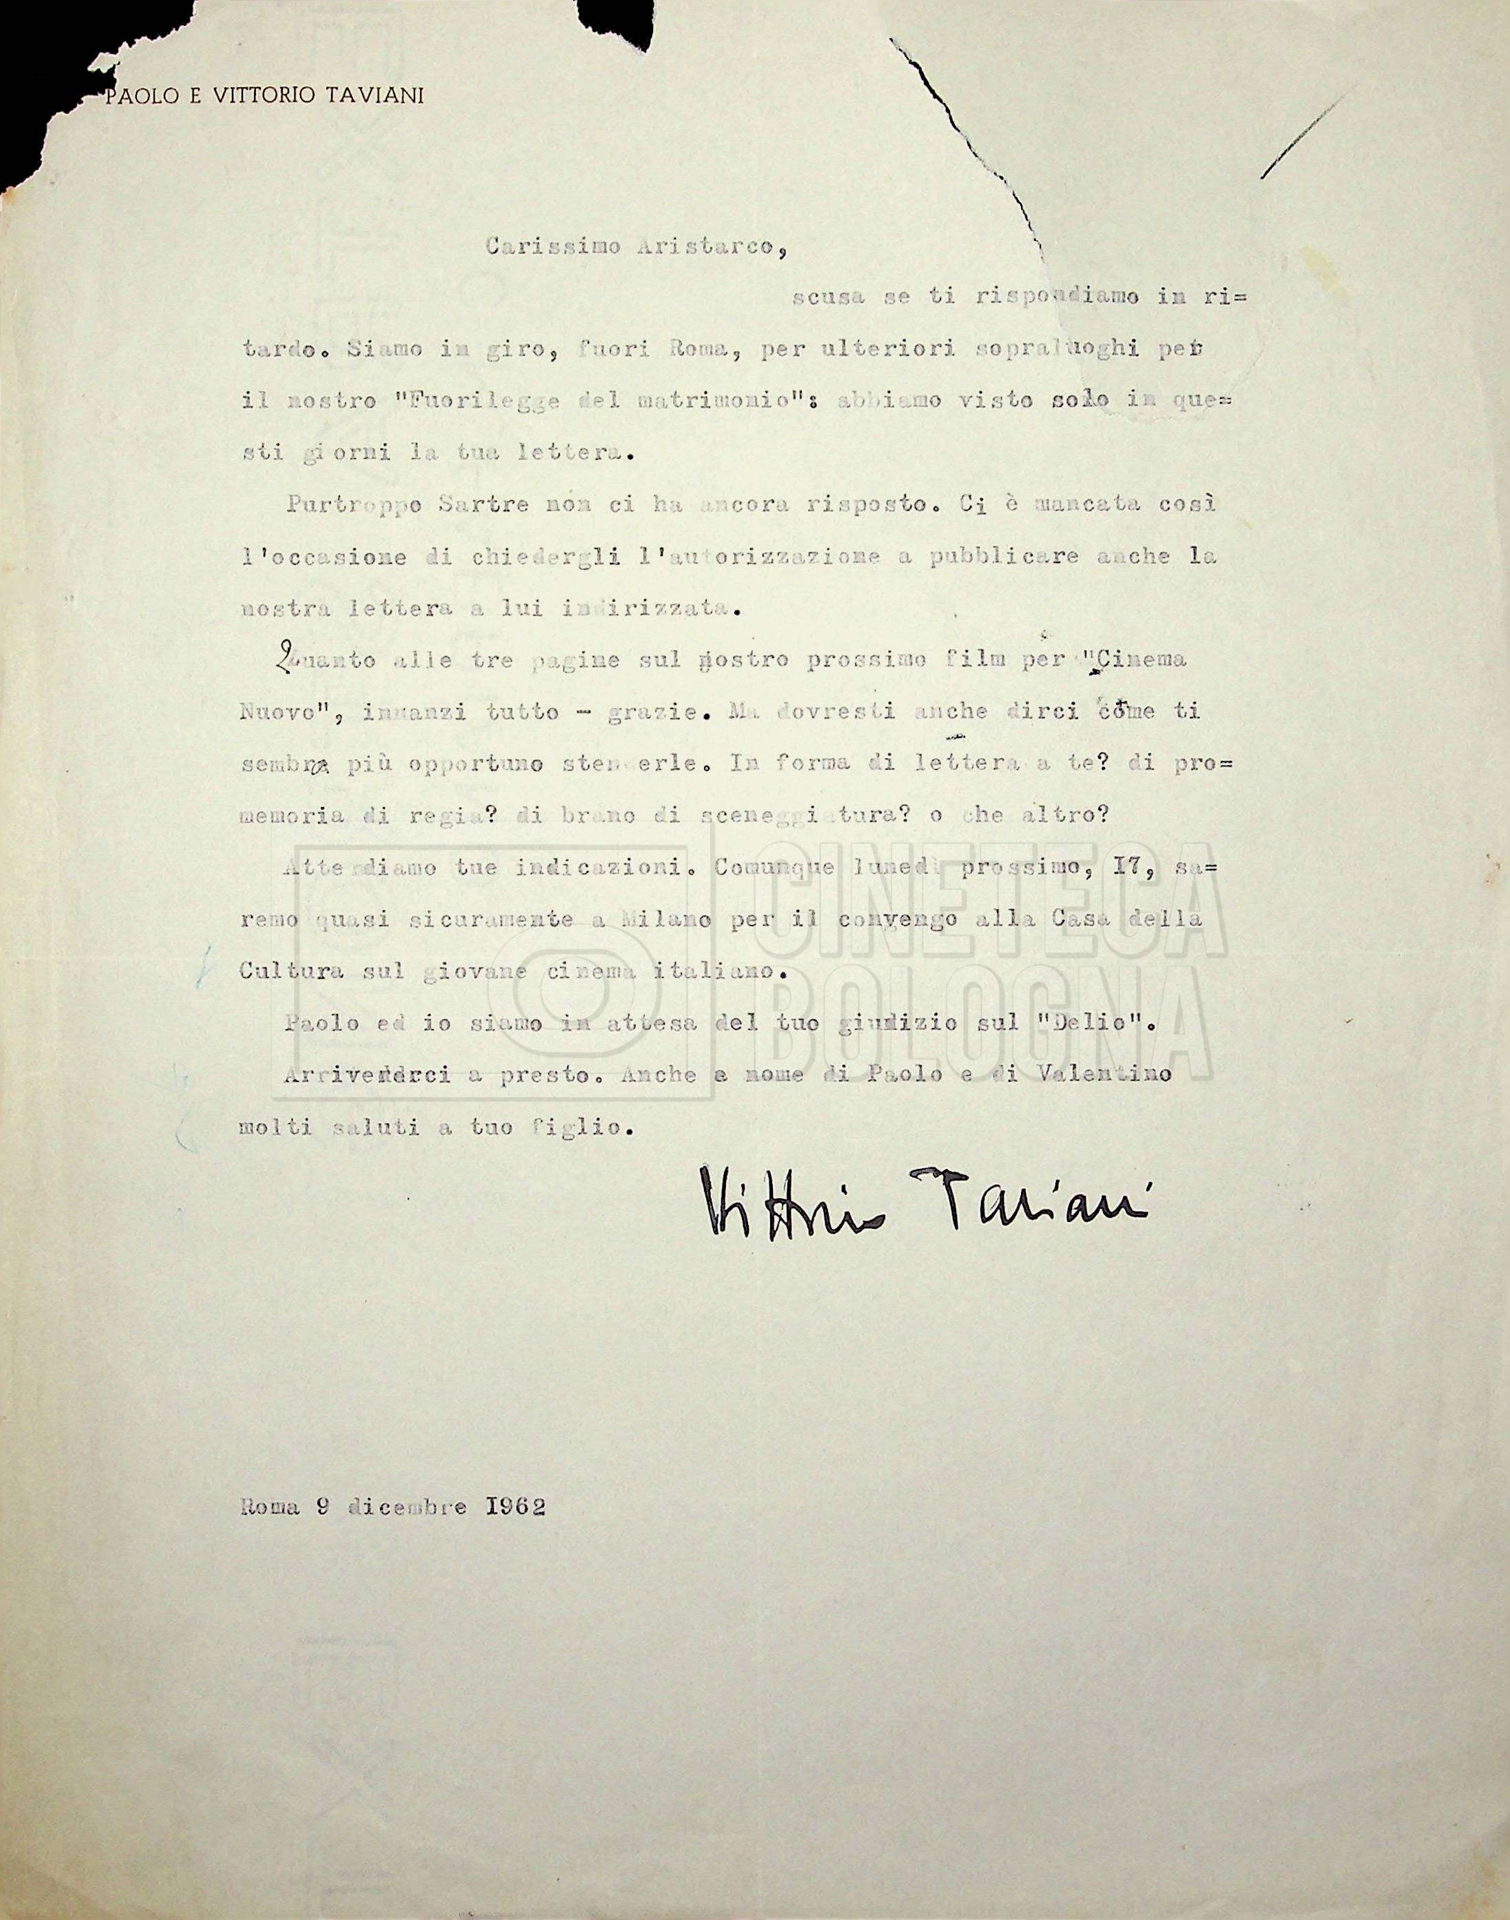 PAOLO E VITTORIO TAVIANI
Carissimo Aristarco,
scusa se ti rispondiamo in ri=
tardo. Siamo in giro, fuori Roma, per ulteriori sopraluoghi per
il nostro "Fuorilegge del matrimonio": abbiamo visto solo in que=
sti giorni la tua lettera.
Purtroppo Sartre non ci ha ancora risposto. Ci è mancata così
l'occasione di chiedergli l'autorizzazione a pubblicare anche la
nostra lettera a lui indirizzata.
Quanto alle tre pagine sul nostro prossimo film per "Cinema
Nuovo", innanzi tutto - grazie. Ma dovresti anche dirci come ti
sembra più opportuno stenderle. In forma di lettera a te? di pro=
memoria di regia? di brano di sceneggiatura? o che altro?
Attendiamo tue indicazioni. Comunque lunedì prossimo, I7, sa=
remo quasi sicuramente a Milano per il convengo alla Casa della
Cultura sul giovane cinema italiano.
Paolo ed io siamo in attesa del tuo giudizio sul "Delio".
Arrivederci a presto. Anche a nome di Paolo e di Valentino
molti saluti a tuo figlio.
Vittorio Taviani
Roma 9 dicembre I962
CINETECA
BOLOGNA